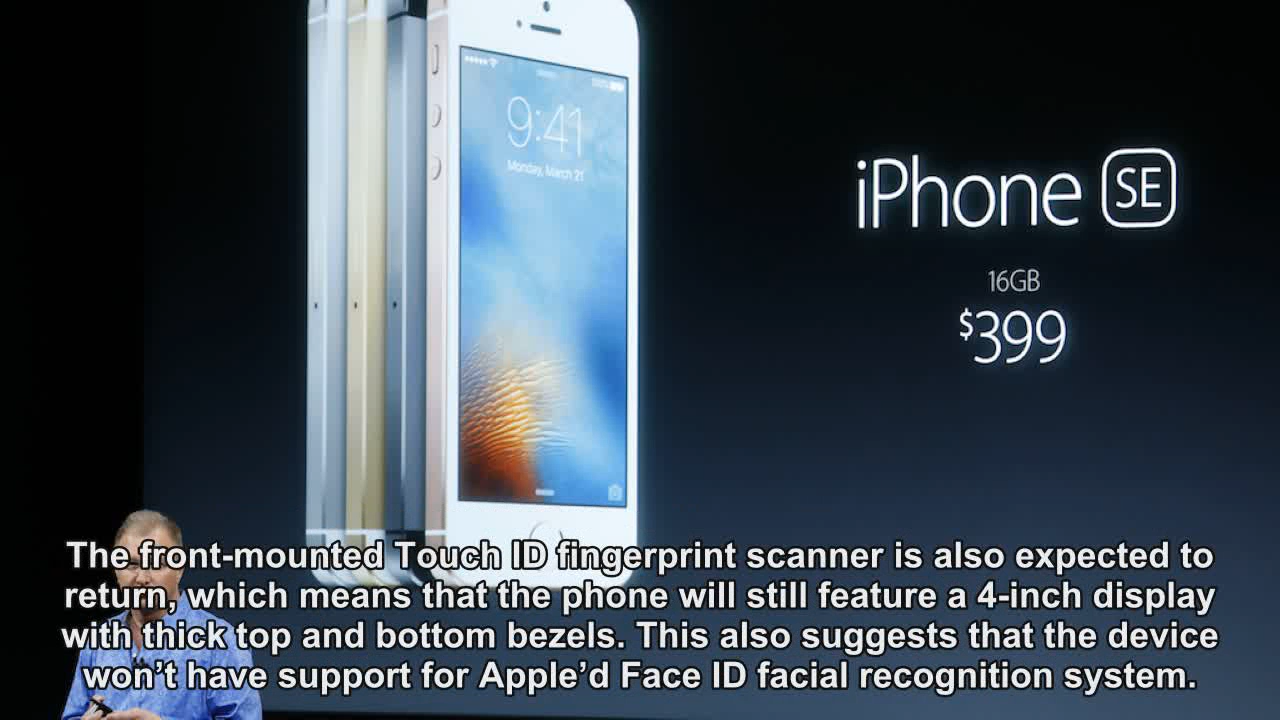 9:41
Monday, March 21
iPhone SE
16GB
$399
The front-mounted Touch ID fingerprint scanner is also expected to
return, which means that the phone will still feature a 4-inch display
with thick top and bottom bezels. This also suggests that the device
won't have support for Apple'd Face ID facial recognition system.